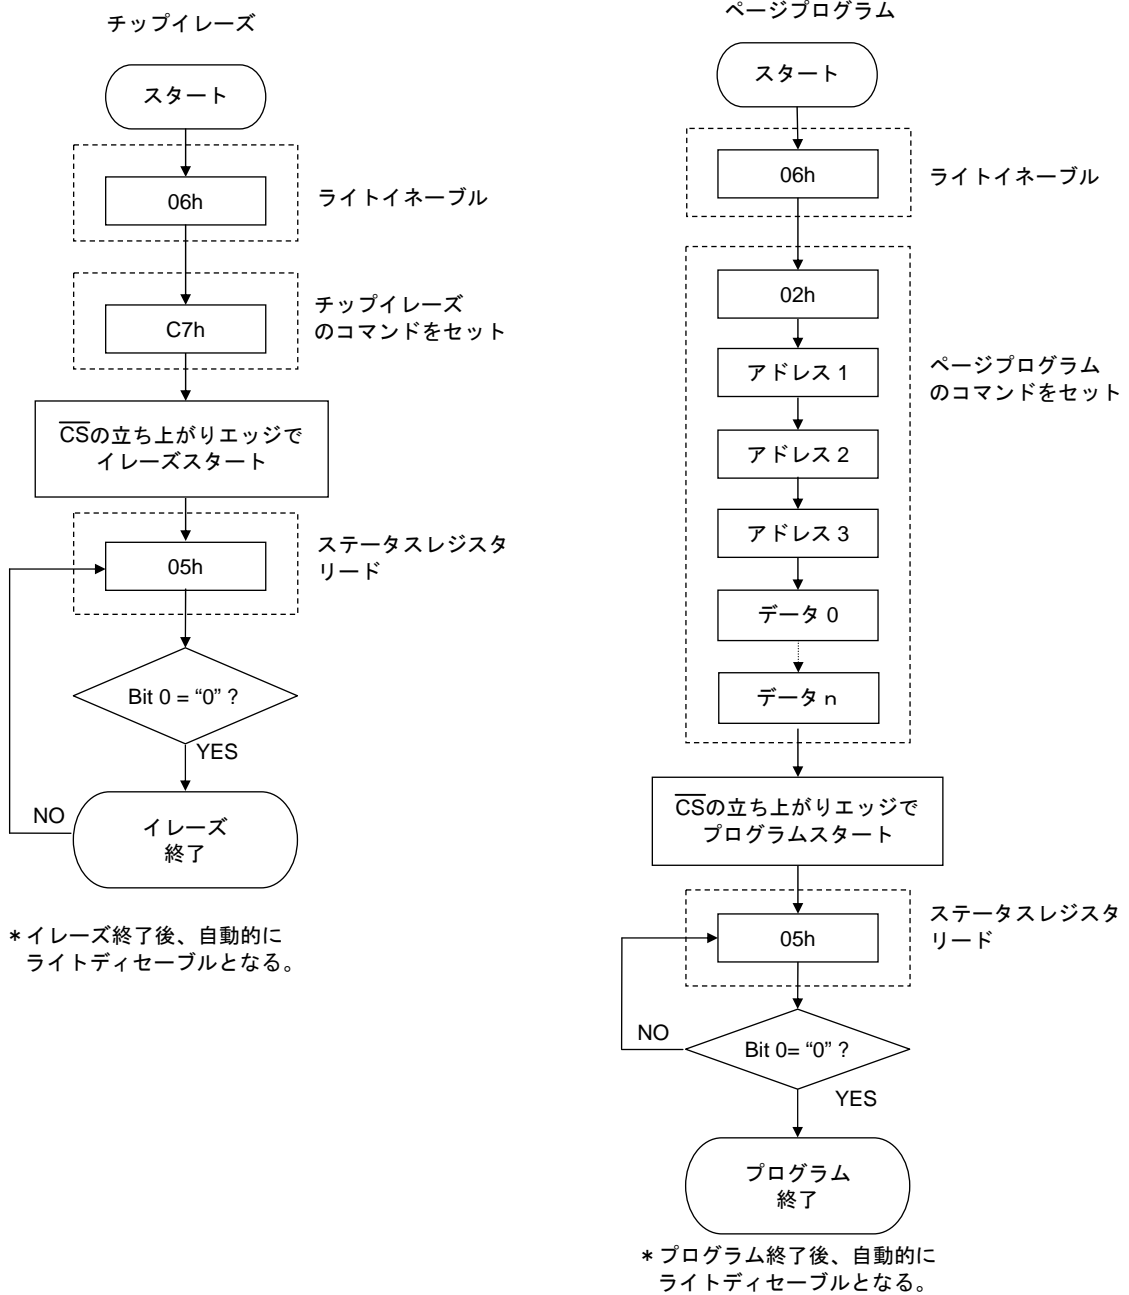 チップイレーズ
スタート
06h
ライトイネーブル
C7h
チップイレーズ
のコマンドをセット
CSの立ち上がりエッジで
イレーズスタート
05h
ステータスレジスタ
リード
Bit 0 = “0” ?
YES
NO
イレーズ
終了
* イレーズ終了後、自動的に
ライトディセーブルとなる。
ページプログラム
スタート
06h
ライトイネーブル
02h
アドレス 1
ページプログラム
のコマンドをセット
アドレス 2
アドレス 3
データ 0
データ n
CSの立ち上がりエッジで
プログラムスタート
05h
ステータスレジスタ
リード
NO
Bit 0= “0” ?
YES
プログラム
終了
* プログラム終了後、自動的に
ライトディセーブルとなる。